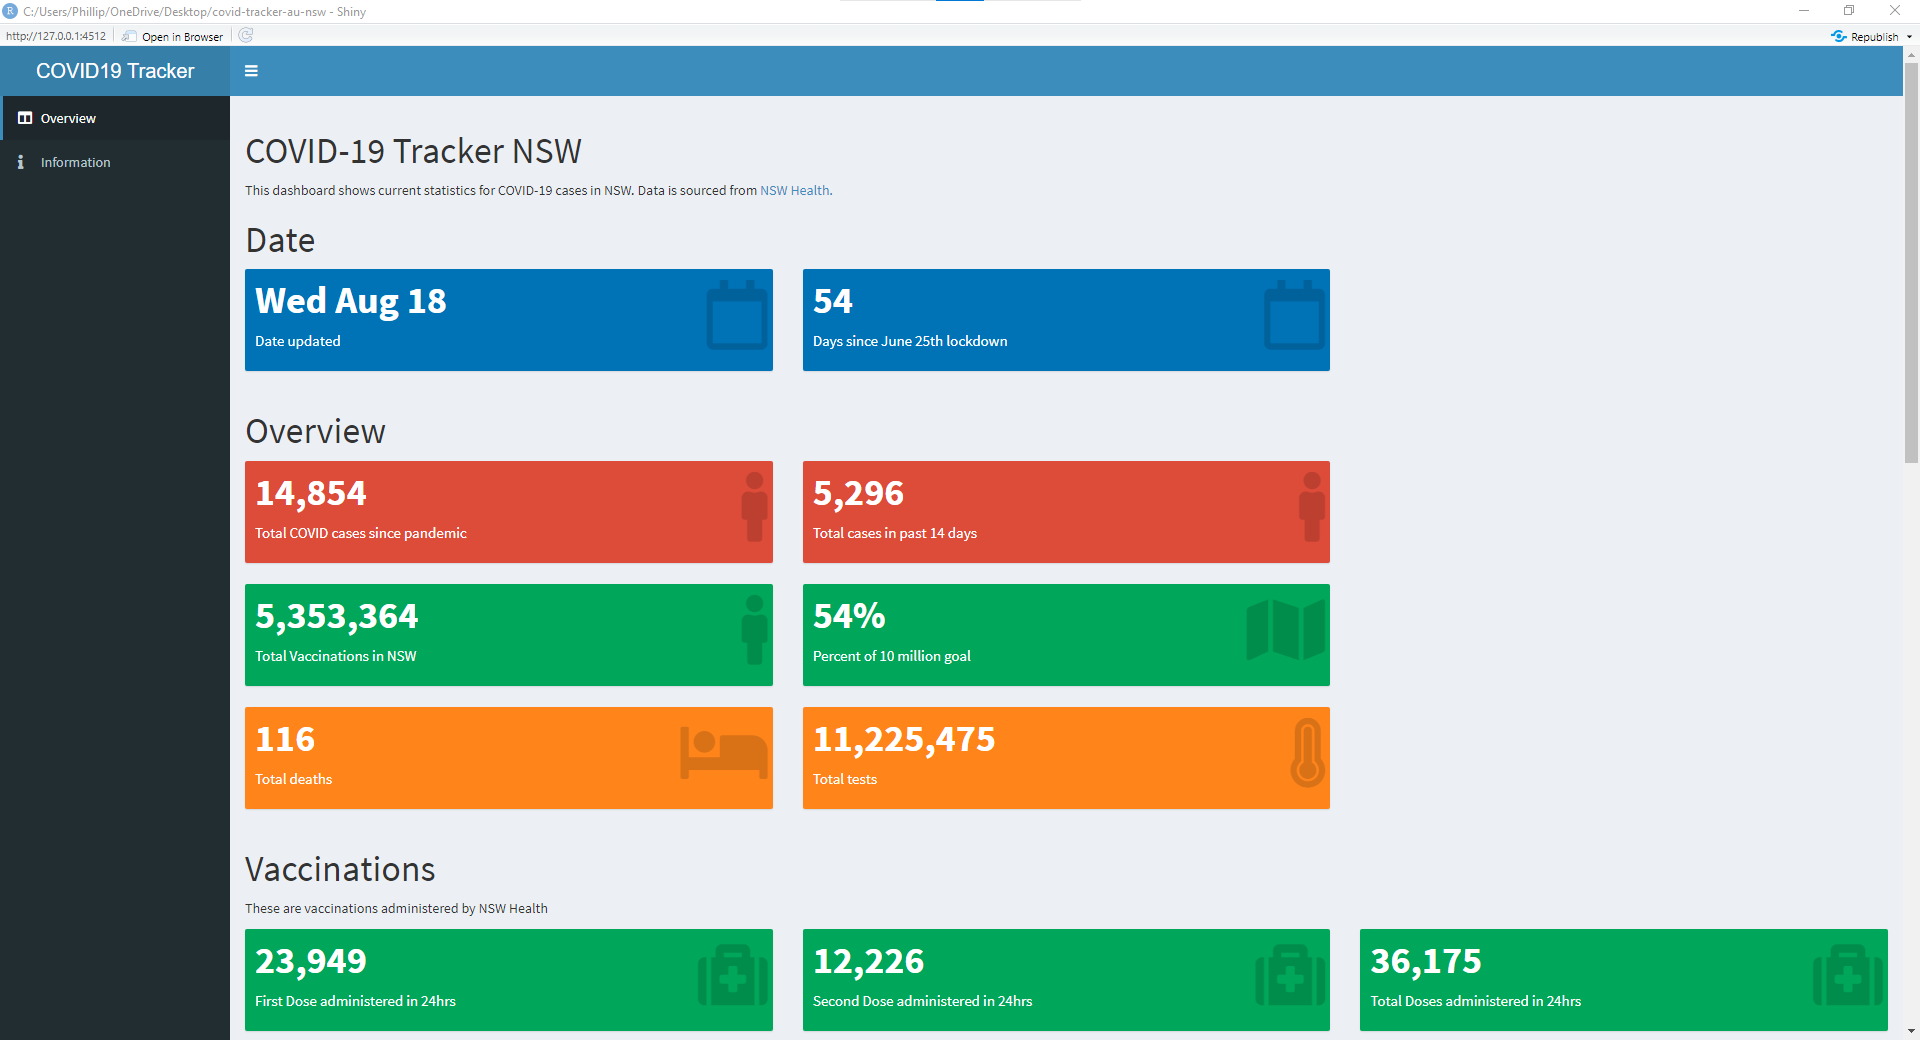 C:/Users/Phillip/OneDrive/Desktop/covid-tracker-au-nsw - Shiny
http://127.0.0.1:4512 Open in Browser Republish
COVID19 Tracker
Overview
Information
COVID-19 Tracker NSW
This dashboard shows current statistics for COVID-19 cases in NSW. Data is sourced from NSW Health.
Date
Wed Aug 18
Date updated
54
Days since June 25th lockdown
Overview
14,854
Total COVID cases since pandemic
5,296
Total cases in past 14 days
5,353,364
Total Vaccinations in NSW
54%
Percent of 10 million goal
116
Total deaths
11,225,475
Total tests
Vaccinations
These are vaccinations administered by NSW Health
23,949
First Dose administered in 24hrs
12,226
Second Dose administered in 24hrs
36,175
Total Doses administered in 24hrs